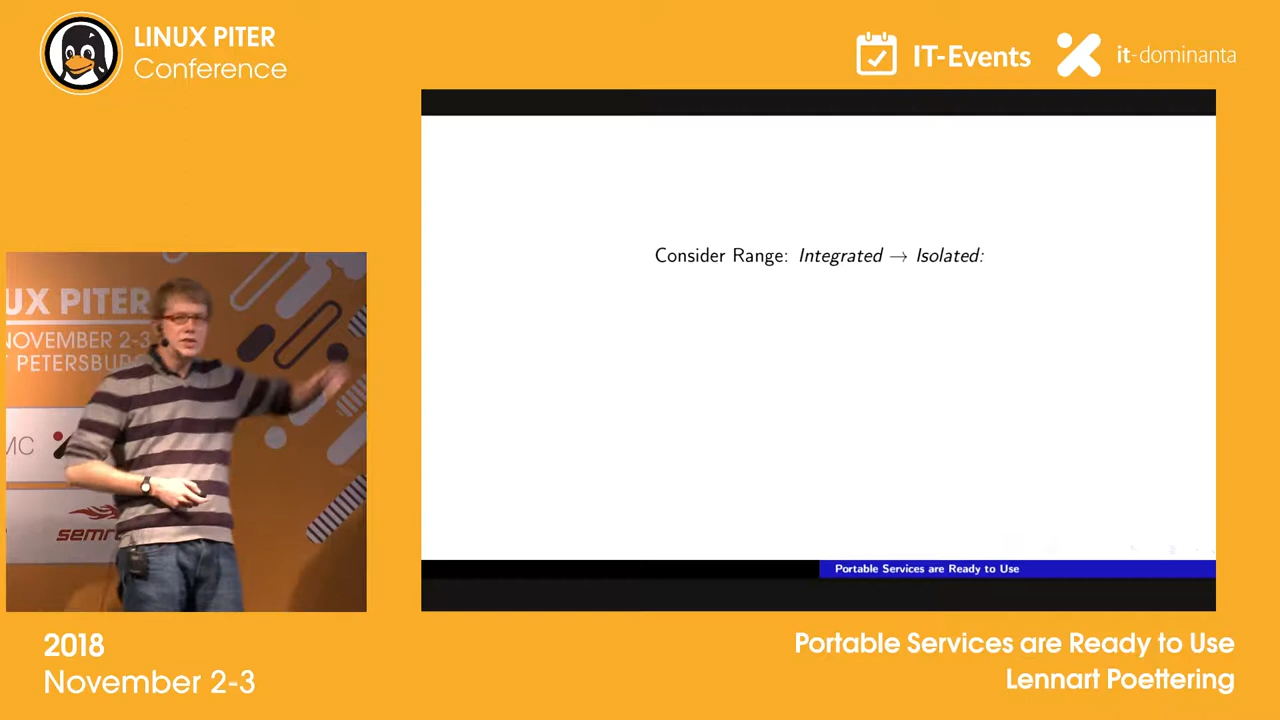 LINUX PITER
Conference
IT-Events
it-dominanta
Consider Range: Integrated → Isolated:
UX PITER
NOVEMBER 2-3
PETERSBUR
MC
semr
Portable Services are Ready to Use
2018
November 2-3
Portable Services are Ready to Use
Lennart Poettering